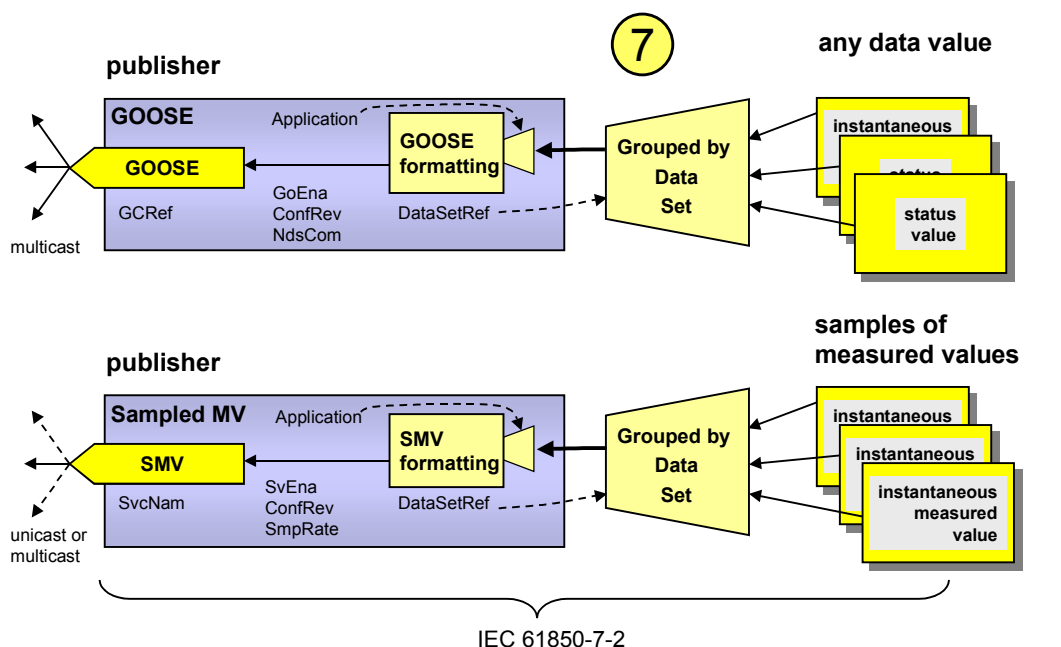 7
any data value
publisher
GOOSE
Application
GOOSE
formatting
GOOSE
GCRef
GoEna
ConfRev
NdsCom
DataSetRef
multicast
Grouped by
Data
Set
instantaneous
status
status
value
samples of
measured values
publisher
Sampled MV
Application
SMV
formatting
SMV
SvcNam
SvEna
ConfRev
SmpRate
DataSetRef
unicast or
multicast
Grouped by
Data
Set
instantaneous
instantaneous
instantaneous
measured
value
IEC 61850-7-2